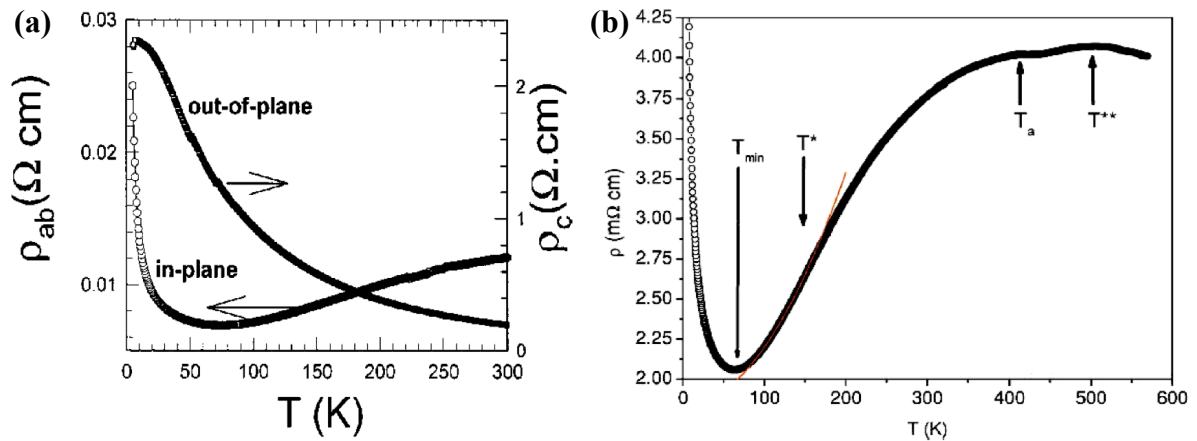 (a)
0.03
0.02
0.01
ρab(Ω cm)
2
1
0
ρc(Ω.cm)
out-of-plane
in-plane
0 50 100 150 200 250 300
T (K)
(b)
4.25
4.00
3.75
4.50
3.25
4.00
2.75
2.50
2.25
2.00
ρ (mΩ cm)
Tmin
T*
Ta
T**
0 100 200 300 400 500 600
T (K)